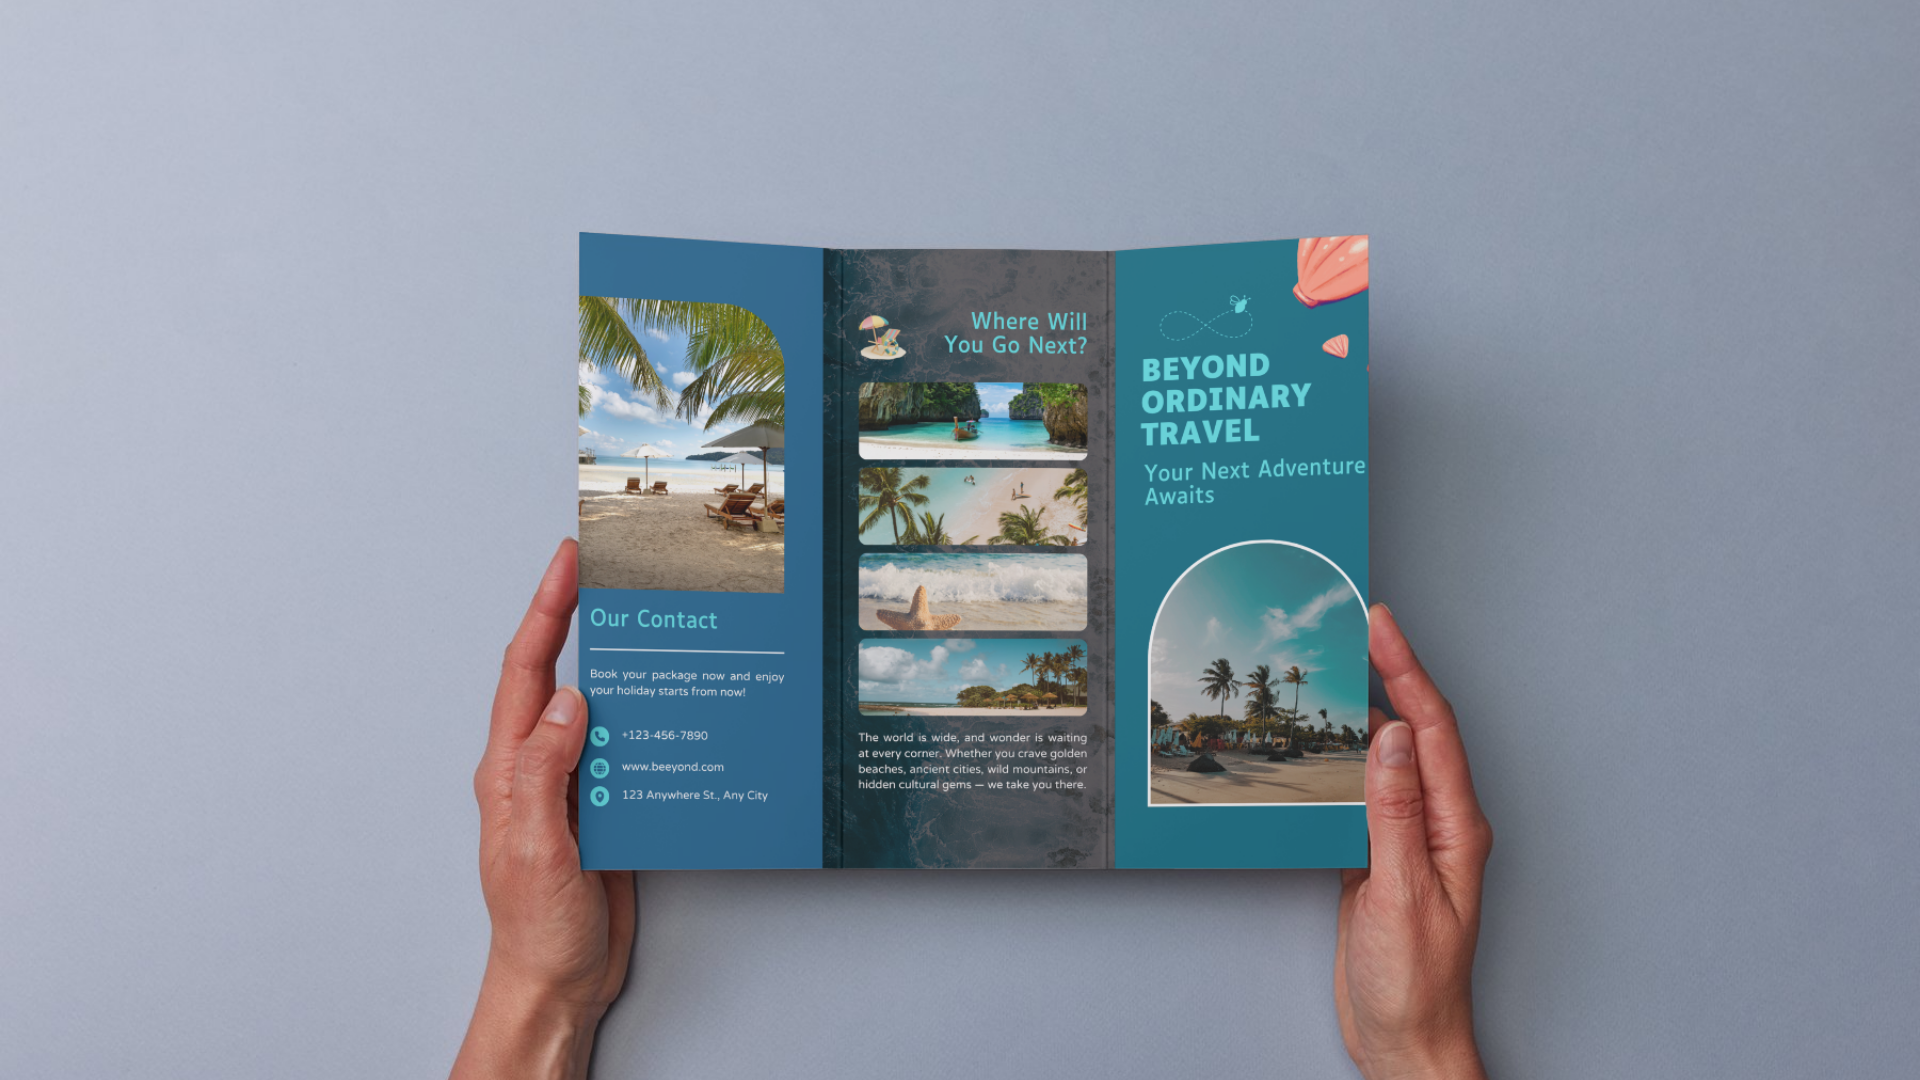 Our Contact
Book your package now and enjoy
your holiday starts from now!
+123-456-7890
www.beeyond.com
123 Anywhere St., Any City
Where Will
You Go Next?
The world is wide, and wonder is waiting
at every corner. Whether you crave golden
beaches, ancient cities, wild mountains, or
hidden cultural gems — we take you there.
BEYOND
ORDINARY
TRAVEL
Your Next Adventure
Awaits